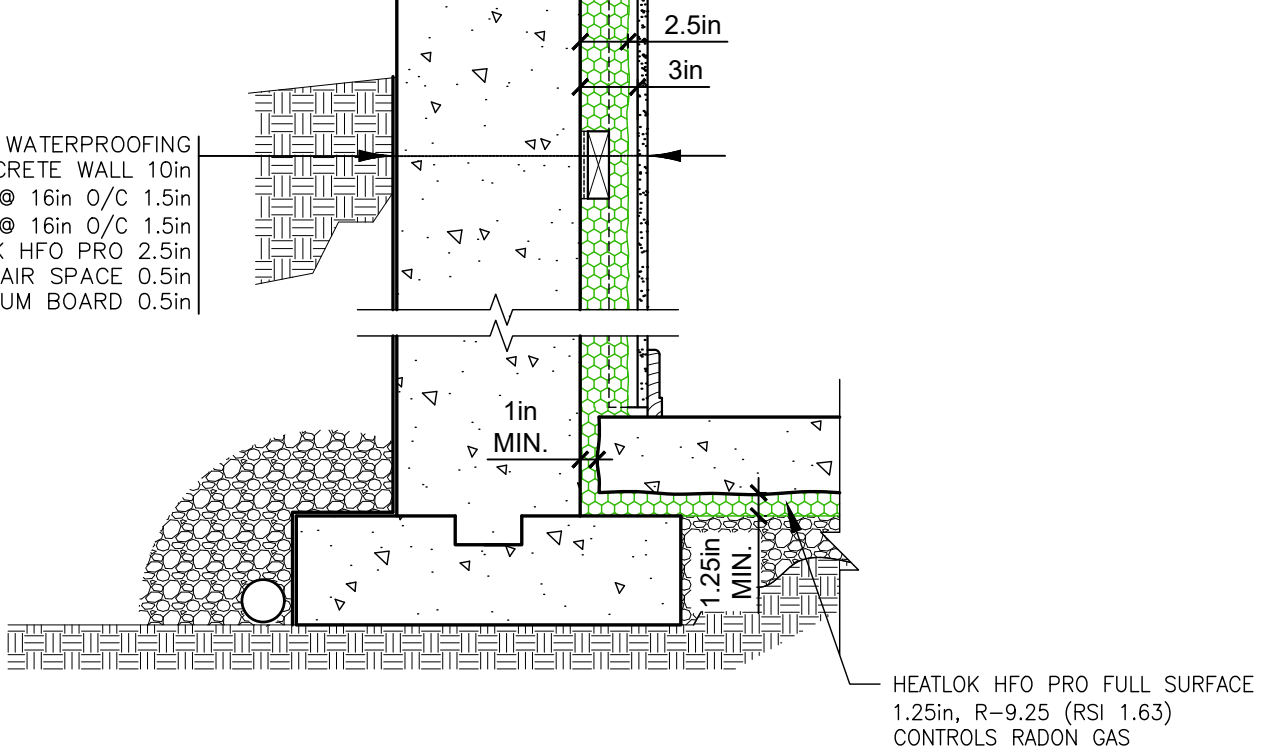 2.5in
3in
WATERPROOFING
CRETE WALL 10in
@ 16in O/C 1.5in
@ 16in O/C 1.5in
K HFO PRO 2.5in
AIR SPACE 0.5in
UM BOARD 0.5in
1in
MIN.
1.25in
MIN.
HEATLOK HFO PRO FULL SURFACE
1.25in, R-9.25 (RSI 1.63)
CONTROLS RADON GAS